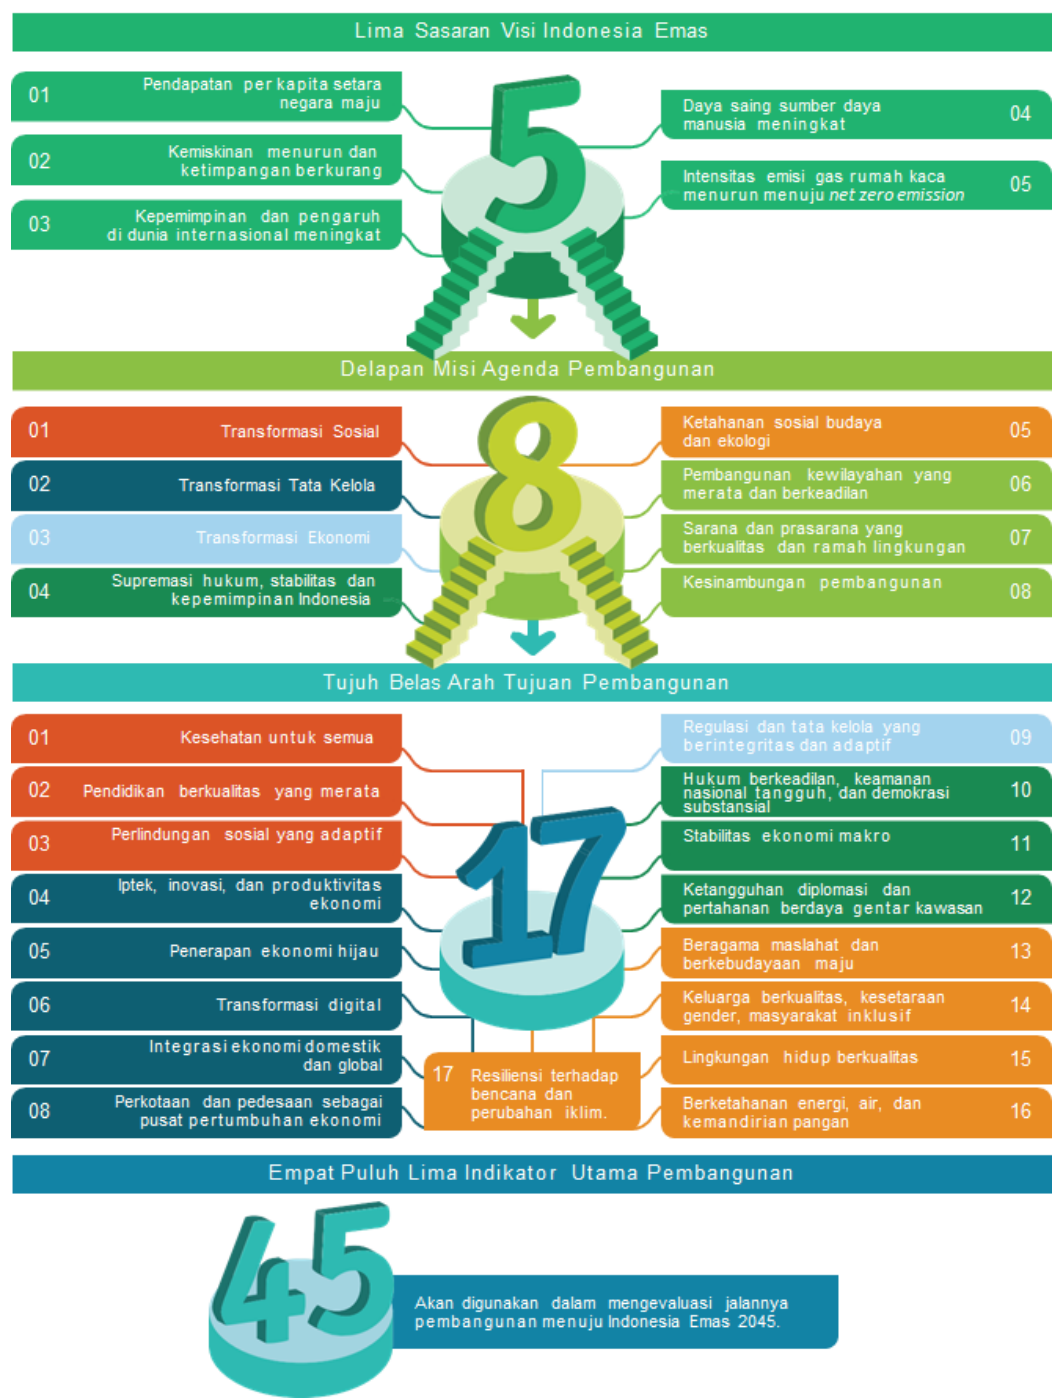 Lima Sasaran Visi Indonesia Emas
01
Pendapatan per kapita setara
negara maju
02
Kemiskinan menurun dan
ketimpangan berkurang
03
Kepemimpinan dan pengaruh
di dunia internasional meningkat
5
Daya saing sumber daya
manusia meningkat
04
Intensitas emisi gas rumah kaca
menurun menuju net zero emission
05
Delapan Misi Agenda Pembangunan
01
Transformasi Sosial
02
Transformasi Tata Kelola
03
Transformasi Ekonomi
04
Supremasi hukum, stabilitas dan
kepemimpinan Indonesia
8
Ketahanan sosial budaya
dan ekologi
05
Pembangunan kewilayahan yang
merata dan berkeadilan
06
Sarana dan prasarana yang
berkualitas dan ramah lingkungan
07
Kesinambungan pembangunan
08
Tujuh Belas Arah Tujuan Pembangunan
01
Kesehatan untuk semua
02
Pendidikan berkualitas yang merata
03
Perlindungan sosial yang adaptif
04
Iptek, inovasi, dan produktivitas
ekonomi
05
Penerapan ekonomi hijau
06
Transformasi digital
07
Integrasi ekonomi domestik
dan global
08
Perkotaan dan pedesaan sebagai
pusat pertumbuhan ekonomi
17
Regulasi dan tata kelola yang
berintegritas dan adaptif
09
Hukum berkeadilan, keamanan
nasional tangguh, dan demokrasi
substansial
10
Stabilitas ekonomi makro
11
Ketangguhan diplomasi dan
pertahanan berdaya gentar kawasan
12
Beragama maslahat dan
berkebudayaan maju
13
Keluarga berkualitas, kesetaraan
gender, masyarakat inklusif
14
Lingkungan hidup berkualitas
15
Berketahanan energi, air, dan
kemandirian pangan
16
17 Resiliensi terhadap
bencana dan
perubahan iklim.
Empat Puluh Lima Indikator Utama Pembangunan
45
Akan digunakan dalam mengevaluasi jalannya
pembangunan menuju Indonesia Emas 2045.